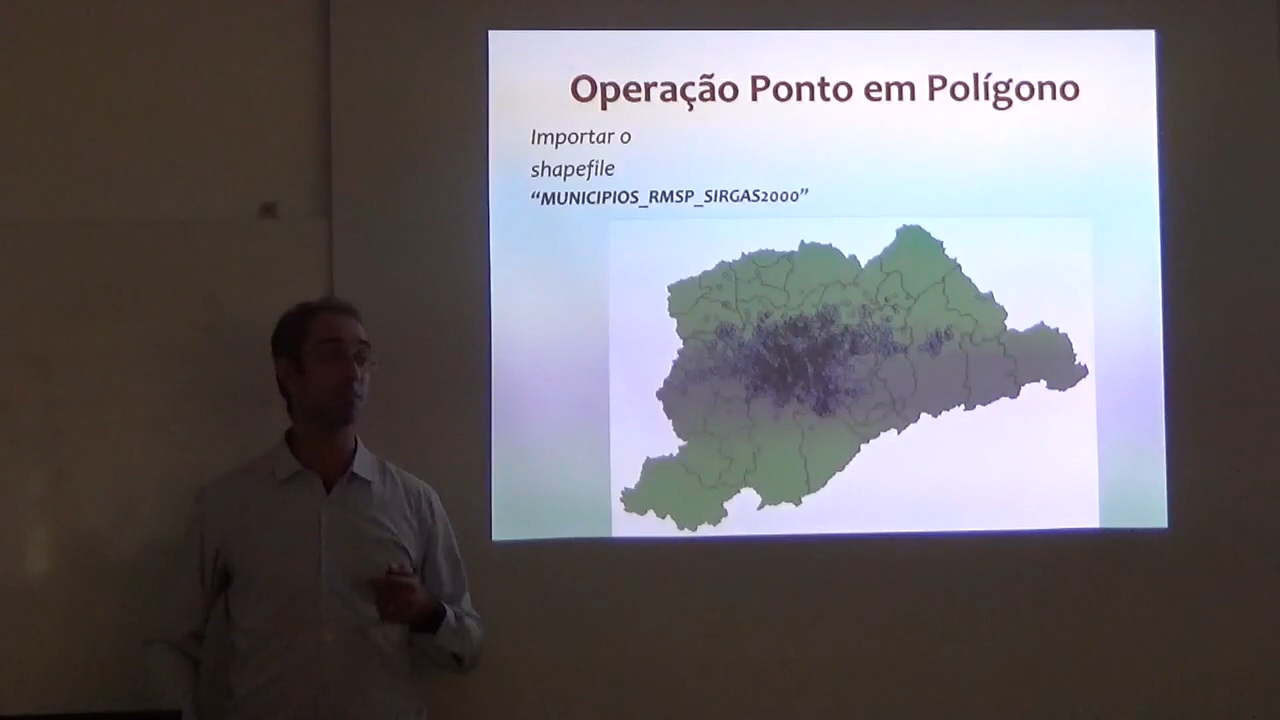 Operação Ponto em Polígono
Importar o
shapefile
“MUNICIPIOS_RMSP_SIRGAS2000”